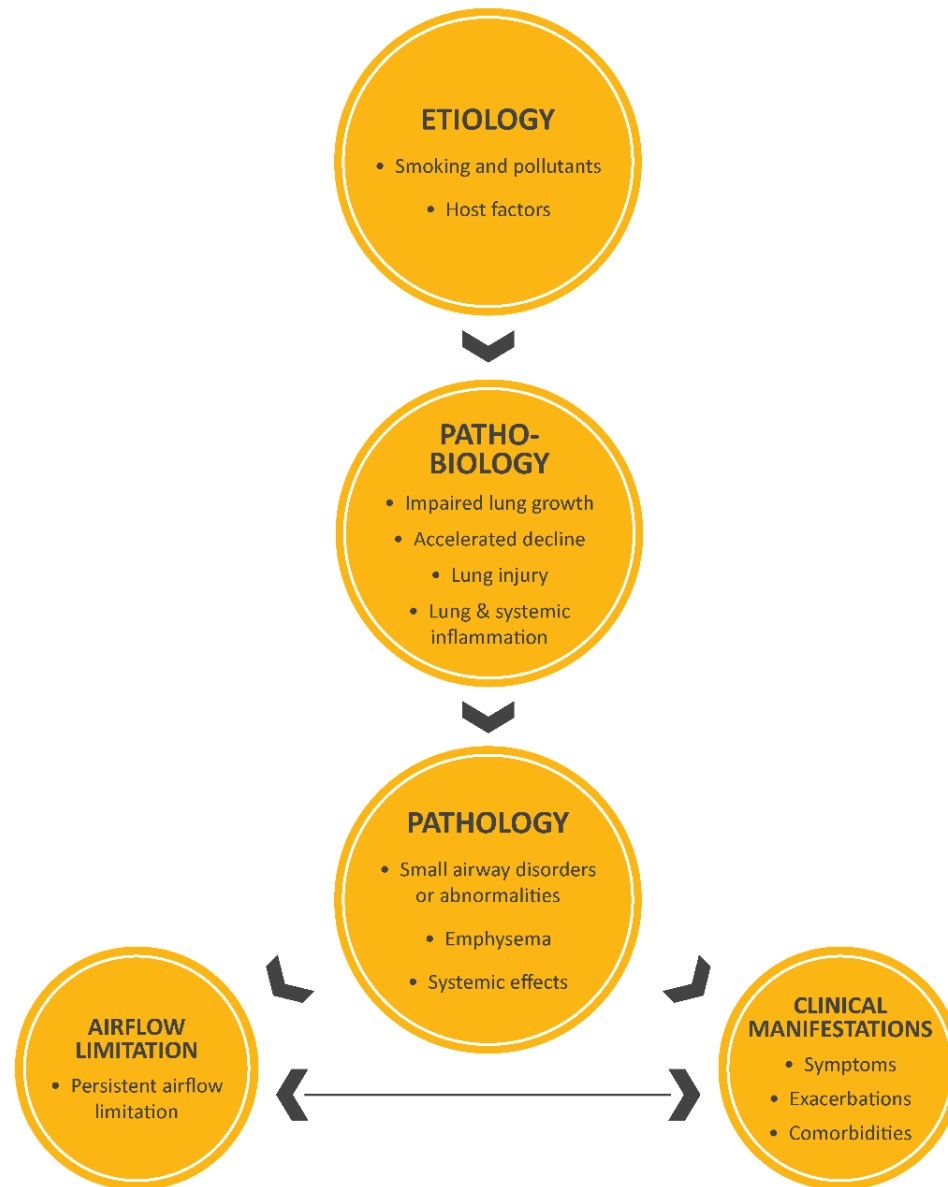 ETIOLOGY
• Smoking and pollutants
• Host factors
PATHO-
BIOLOGY
• Impaired lung growth
• Accelerated decline
• Lung injury
• Lung & systemic
inflammation
PATHOLOGY
• Small airway disorders
or abnormalities
• Emphysema
• Systemic effects
AIRFLOW
LIMITATION
• Persistent airflow
limitation
CLINICAL
MANIFESTATIONS
• Symptoms
• Exacerbations
• Comorbidities